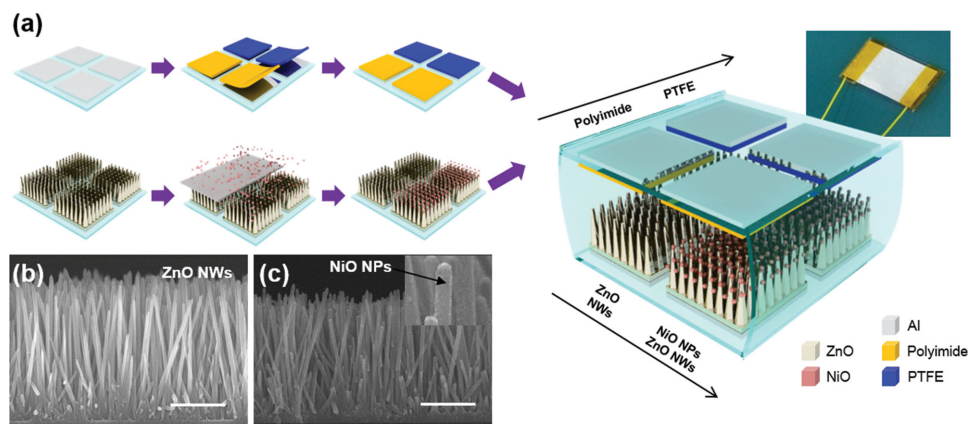 (a)
Polyimide
PTFE
(b)
ZnO NWs
(c)
NiO NPs
ZnO
NWs
NiO NPs
ZnO NWs
Al
ZnO
Polyimide
NiO
PTFE